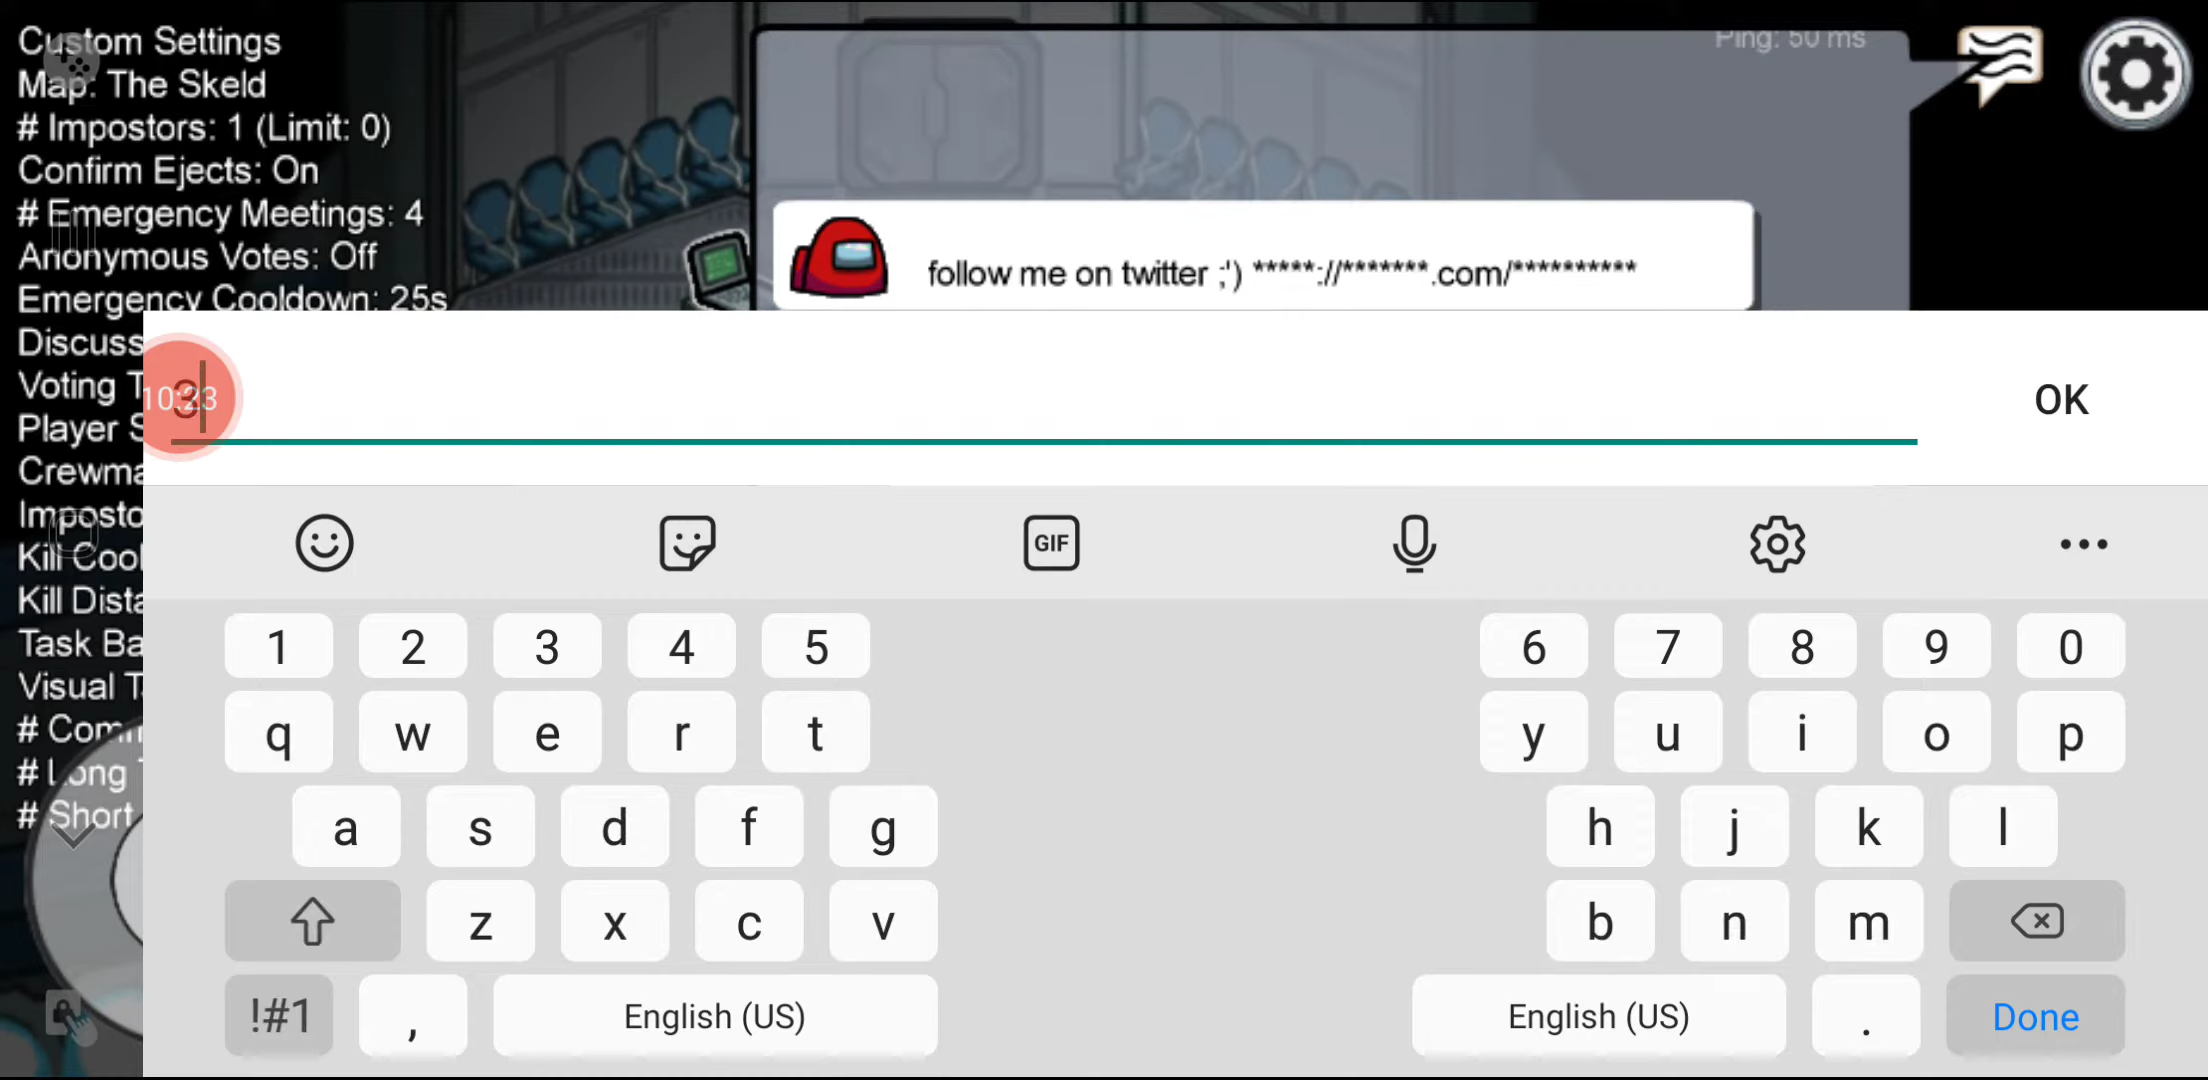 Custom Settings
Map: The Skeld
# Impostors: 1 (Limit: 0)
Confirm Ejects: On
# Emergency Meetings: 4
Anonymous Votes: Off
Emergency Cooldown: 25s
Discuss
Voting T
Player S
Crewma
Imposto
Kill Cool
Kill Dista
Task Ba
Visual T
# Comm
# Long T
# Short
Ping: 50 ms
follow me on twitter ;') *****://*******.com/**********
3
10:23
OK
GIF
1 2 3 4 5 6 7 8 9 0
q w e r t y u i o p
a s d f g h j k l
z x c v b n m
!#1 , English (US) English (US) . Done